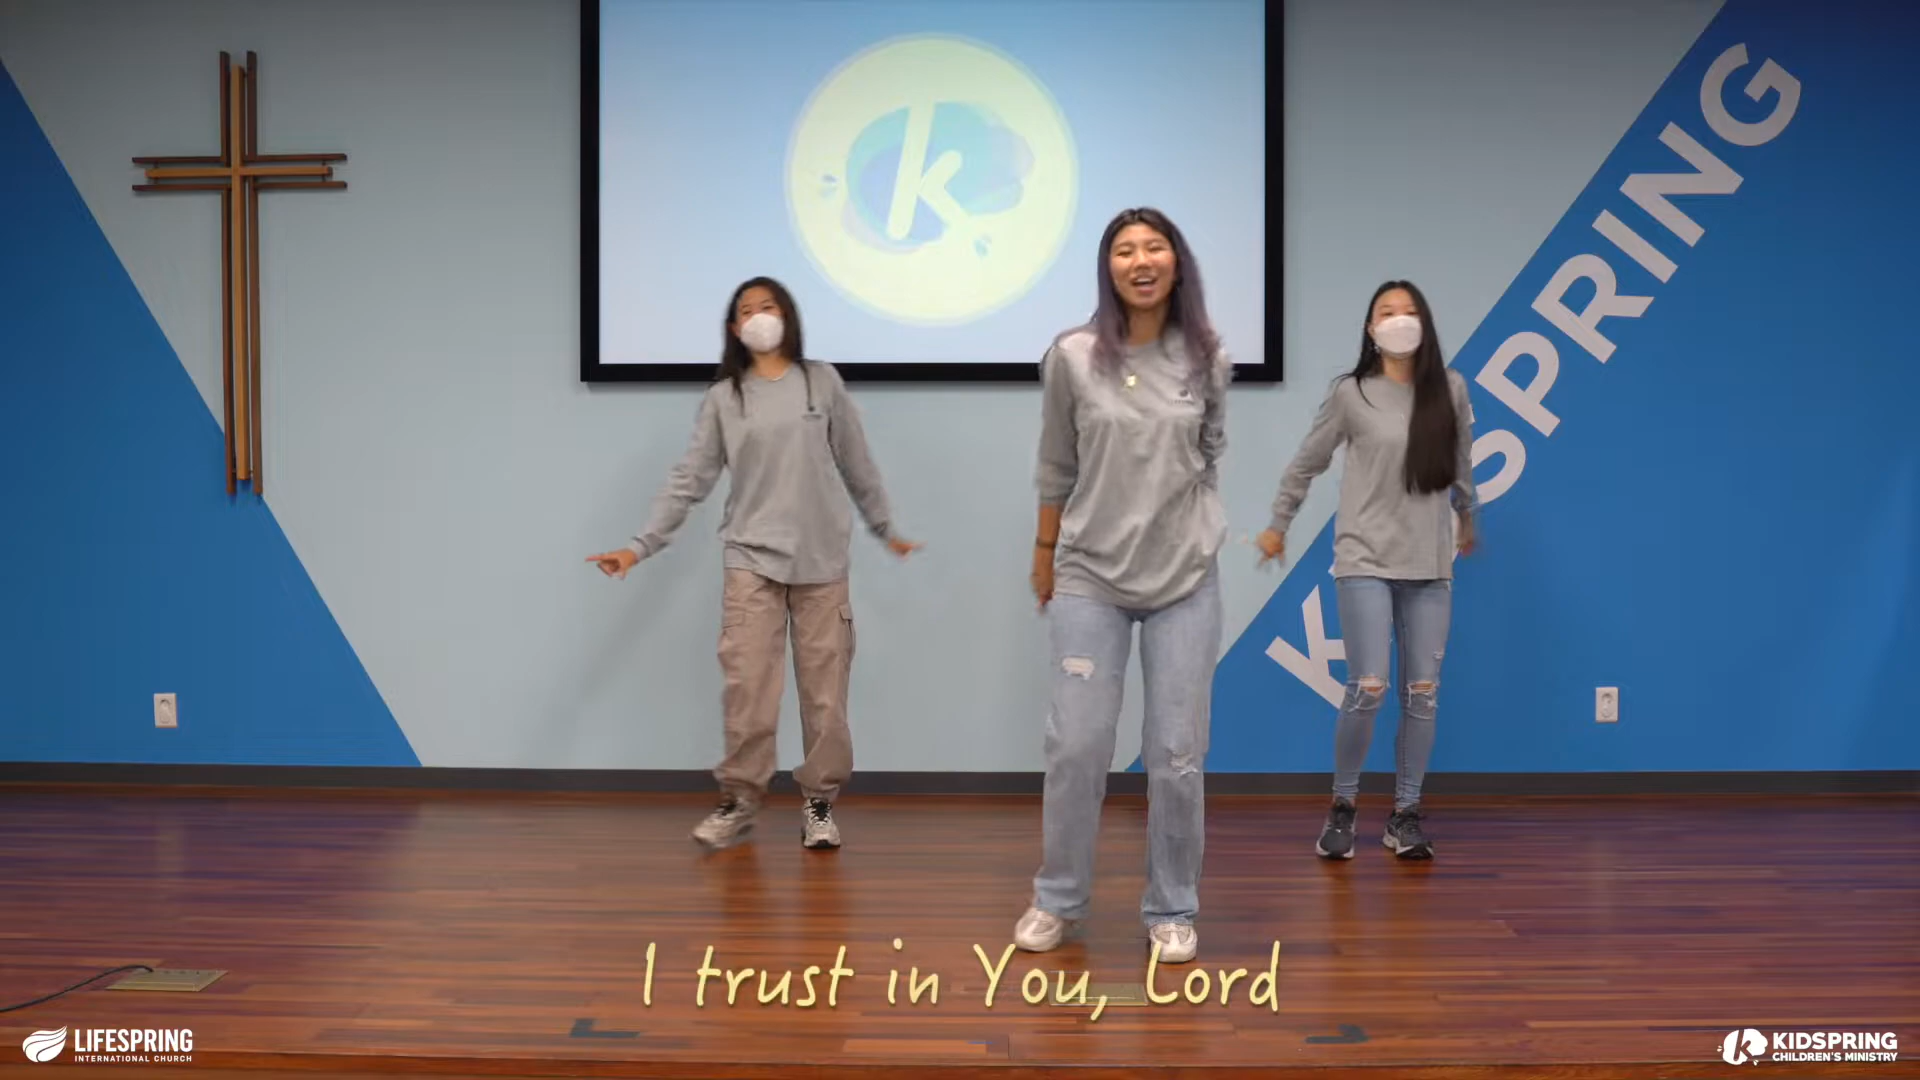 k
KIDSPRING
I trust in You, Lord
LIFESPRING
INTERNATIONAL CHURCH
k KIDSPRING
CHILDREN'S MINISTRY